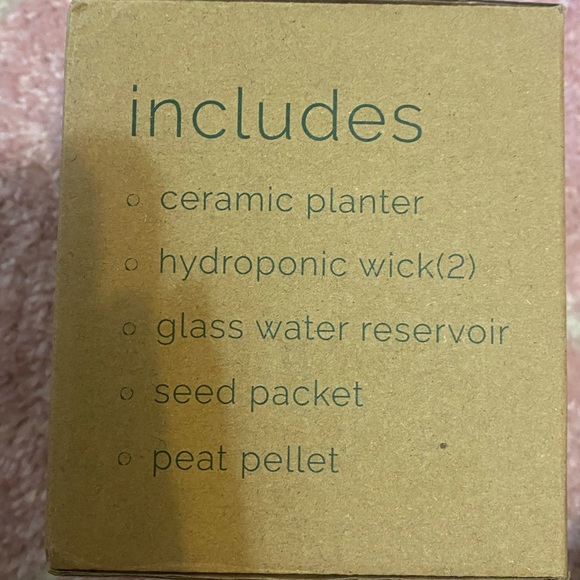 includes
○ ceramic planter
○ hydroponic wick(2)
○ glass water reservoir
○ seed packet
○ peat pellet